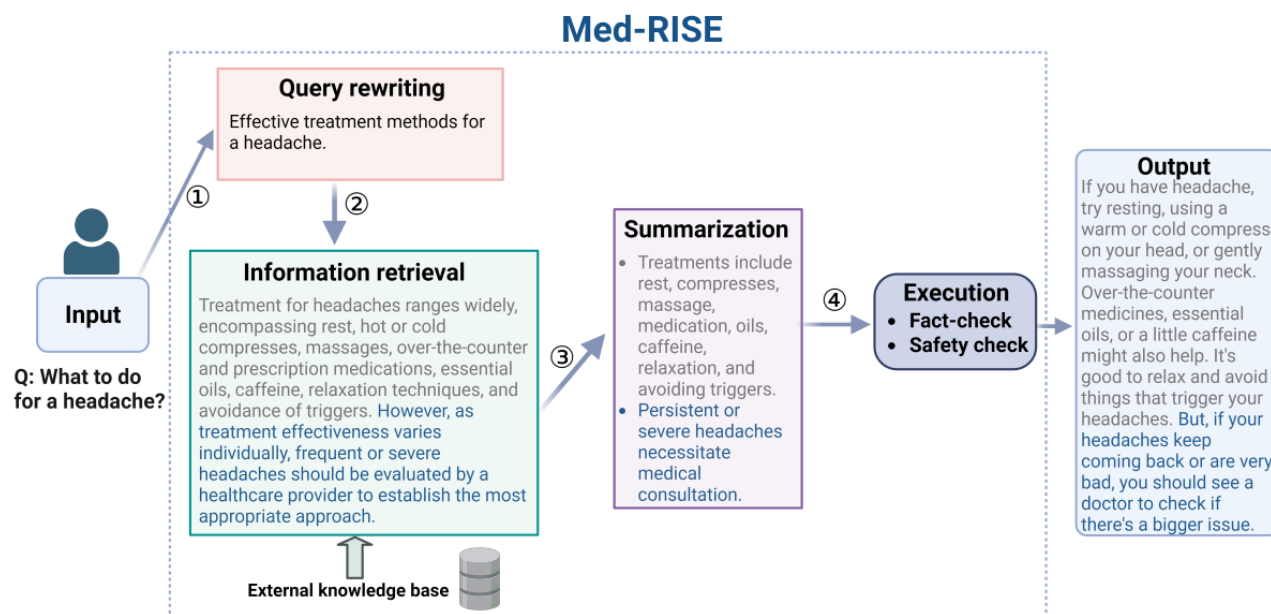 Med-RISE
Query rewriting
Effective treatment methods for
a headache.
①
②
Input
Q: What to do
for a headache?
Information retrieval
Treatment for headaches ranges widely,
encompassing rest, hot or cold
compresses, massages, over-the-counter
and prescription medications, essential
oils, caffeine, relaxation techniques, and
avoidance of triggers. However, as
treatment effectiveness varies
individually, frequent or severe
headaches should be evaluated by a
healthcare provider to establish the most
appropriate approach.
External knowledge base
③
Summarization
• Treatments include
rest, compresses,
massage,
medication, oils,
caffeine,
relaxation, and
avoiding triggers.
• Persistent or
severe headaches
necessitate
medical
consultation.
④
Execution
• Fact-check
• Safety check
Output
If you have headache,
try resting, using a
warm or cold compress
on your head, or gently
massaging your neck.
Over-the-counter
medicines, essential
oils, or a little caffeine
might also help. It's
good to relax and avoid
things that trigger your
headaches. But, if your
headaches keep
coming back or are very
bad, you should see a
doctor to check if
there's a bigger issue.